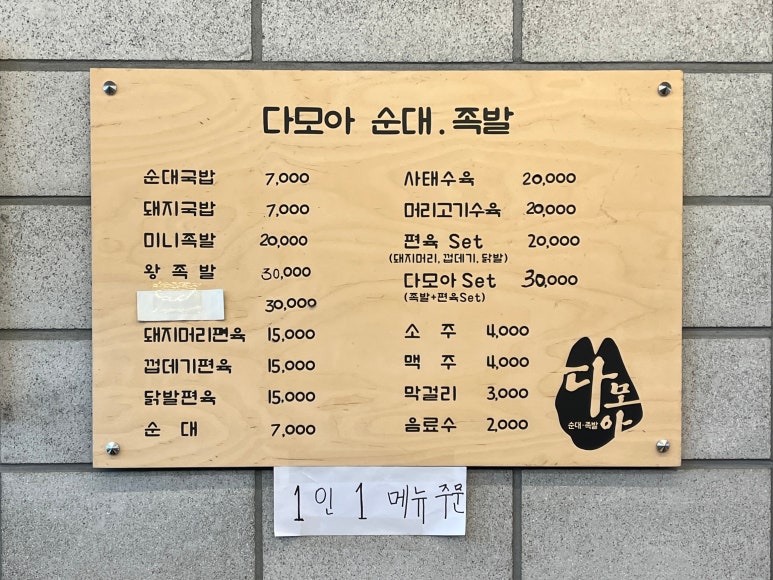 다모아 순대.족발
순대국밥 7,000
돼지국밥 7,000
미니족발 20,000
왕족발 30,000
30,000
돼지머리편육 15,000
껍데기편육 15,000
닭발편육 15,000
순대 7,000
사태수육 20,000
머리고기수육 20,000
편육 Set 20,000
(돼지머리, 껍데기, 닭발)
다모아 Set 30,000
(족발+편육Set)
소주 4,000
맥주 4,000
막걸리 3,000
음료수 2,000
다모아
순대·족발
1인 1 메뉴 주문